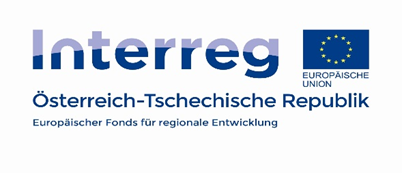 Interreg
EUROPÄISCHE
UNION
Österreich-Tschechische Republik
Europäischer Fonds für regionale Entwicklung